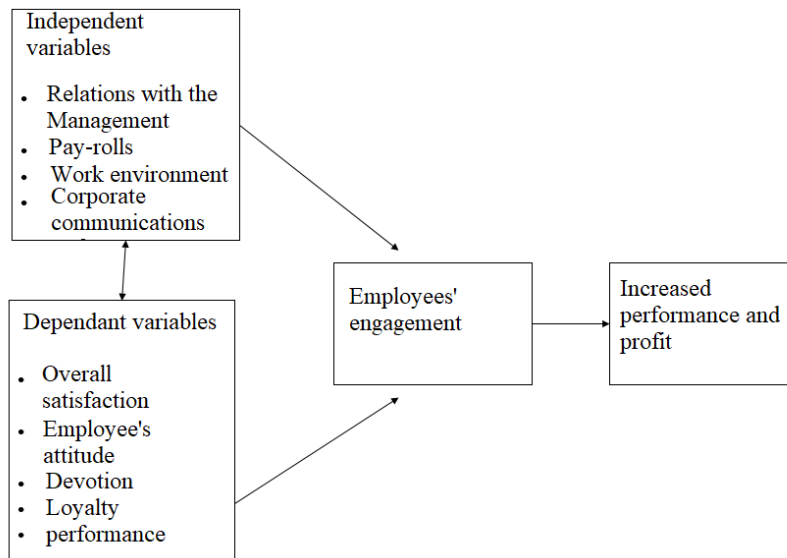 Independent
variables
• Relations with the
Management
• Pay-rolls
• Work environment
• Corporate
communications
Dependant variables
• Overall
satisfaction
• Employee's
attitude
• Devotion
• Loyalty
• performance
Employees'
engagement
Increased
performance and
profit